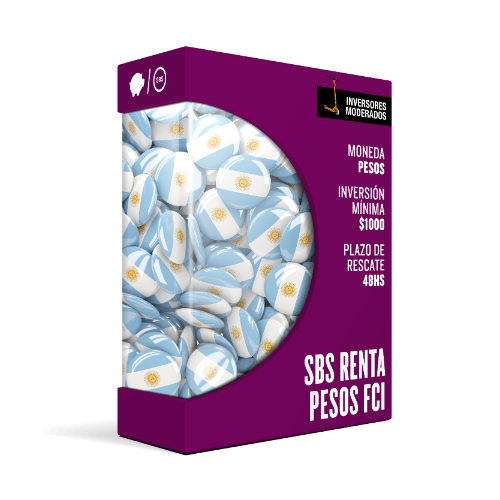 SBS
INVERSORES
MODERADOS
MONEDA
PESOS
INVERSIÓN
MÍNIMA
$1000
PLAZO DE
RESCATE
48HS
SBS RENTA
PESOS FCI